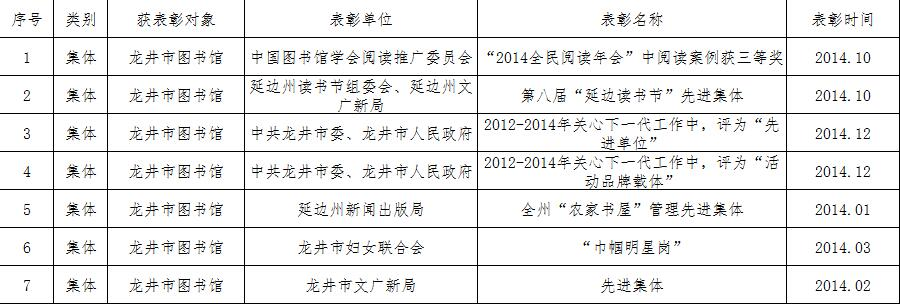 序号 类别 获表彰对象 表彰单位 表彰名称 表彰时间
1 集体 龙井市图书馆 中国图书馆学会阅读推广委员会 “2014全民阅读年会”中阅读案例获三等奖 2014.10
2 集体 龙井市图书馆 延边州读书节组委会、延边州文广新局 第八届“延边读书节”先进集体 2014.10
3 集体 龙井市图书馆 中共龙井市委、龙井市人民政府 2012-2014年关心下一代工作中，评为“先进单位” 2014.12
4 集体 龙井市图书馆 中共龙井市委、龙井市人民政府 2012-2014年关心下一代工作中，评为“活动品牌载体” 2014.12
5 集体 龙井市图书馆 延边州新闻出版局 全州“农家书屋”管理先进集体 2014.01
6 集体 龙井市图书馆 龙井市妇女联合会 “巾帼明星岗” 2014.03
7 集体 龙井市图书馆 龙井市文广新局 先进集体 2014.02